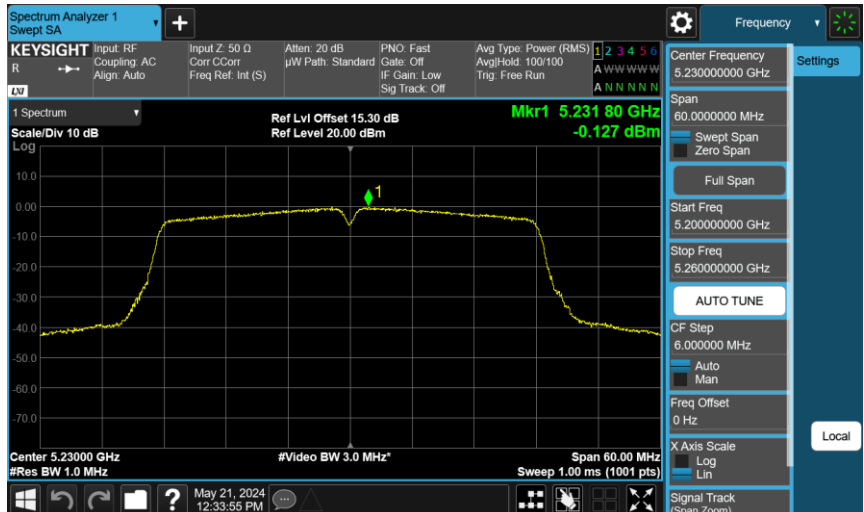 Spectrum Analyzer 1
Swept SA
Frequency
KEYSIGHT
R
LXI
Input: RF
Coupling: AC
Align: Auto
Input Z: 50 Ω
Corr CCorr
Freq Ref: Int (S)
Atten: 20 dB
µW Path: Standard
PNO: Fast
Gate: Off
IF Gain: Low
Sig Track: Off
Avg Type: Power (RMS)
Avg|Hold: 100/100
Trig: Free Run
1 2 3 4 5 6
A W W W W W
A N N N N N
1 Spectrum
Scale/Div 10 dB
Log
Ref Lvl Offset 15.30 dB
Ref Level 20.00 dBm
Mkr1 5.231 80 GHz
-0.127 dBm
10.0
0.00
-10.0
-20.0
-30.0
-40.0
-50.0
-60.0
-70.0
1
Center 5.23000 GHz
#Res BW 1.0 MHz
#Video BW 3.0 MHz*
Span 60.00 MHz
Sweep 1.00 ms (1001 pts)
?
May 21, 2024
12:33:55 PM
Center Frequency
5.230000000 GHz
Span
60.0000000 MHz
Swept Span
Zero Span
Full Span
Start Freq
5.200000000 GHz
Stop Freq
5.260000000 GHz
AUTO TUNE
CF Step
6.000000 MHz
Auto
Man
Freq Offset
0 Hz
X Axis Scale
Log
Lin
Signal Track
(Span Zoom)
Settings
Local